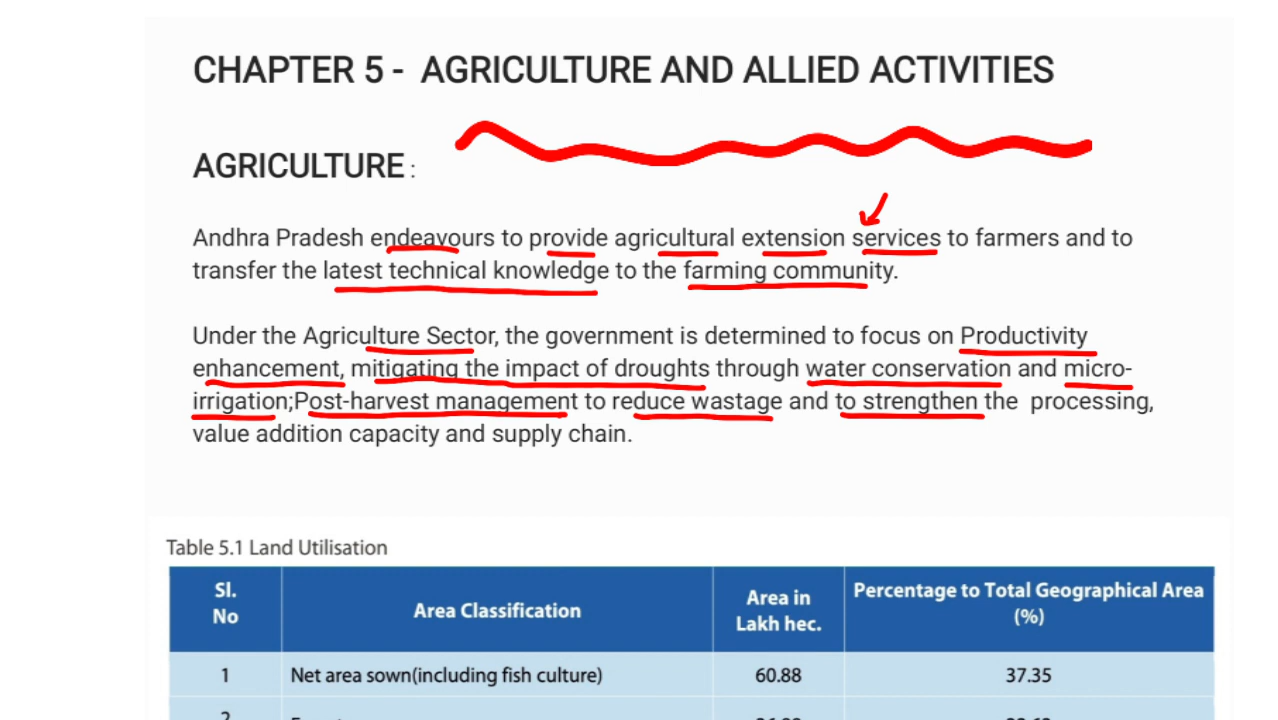 CHAPTER 5 - AGRICULTURE AND ALLIED ACTIVITIES
AGRICULTURE :
Andhra Pradesh endeavours to provide agricultural extension services to farmers and to
transfer the latest technical knowledge to the farming community.
Under the Agriculture Sector, the government is determined to focus on Productivity
enhancement, mitigating the impact of droughts through water conservation and micro-
irrigation;Post-harvest management to reduce wastage and to strengthen the processing,
value addition capacity and supply chain.
Table 5.1 Land Utilisation
Sl. No Area Classification Area in Lakh hec. Percentage to Total Geographical Area (%)
1 Net area sown(including fish culture) 60.88 37.35